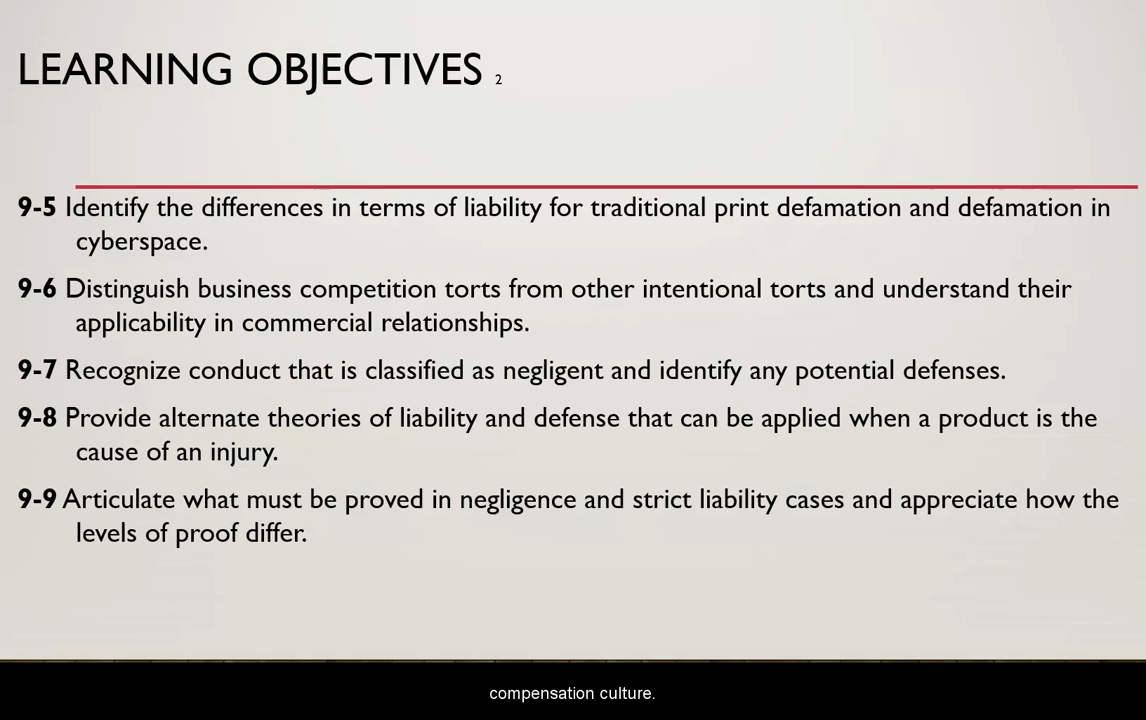 LEARNING OBJECTIVES 2
9-5 Identify the differences in terms of liability for traditional print defamation and defamation in
cyberspace.
9-6 Distinguish business competition torts from other intentional torts and understand their
applicability in commercial relationships.
9-7 Recognize conduct that is classified as negligent and identify any potential defenses.
9-8 Provide alternate theories of liability and defense that can be applied when a product is the
cause of an injury.
9-9 Articulate what must be proved in negligence and strict liability cases and appreciate how the
levels of proof differ.
compensation culture.